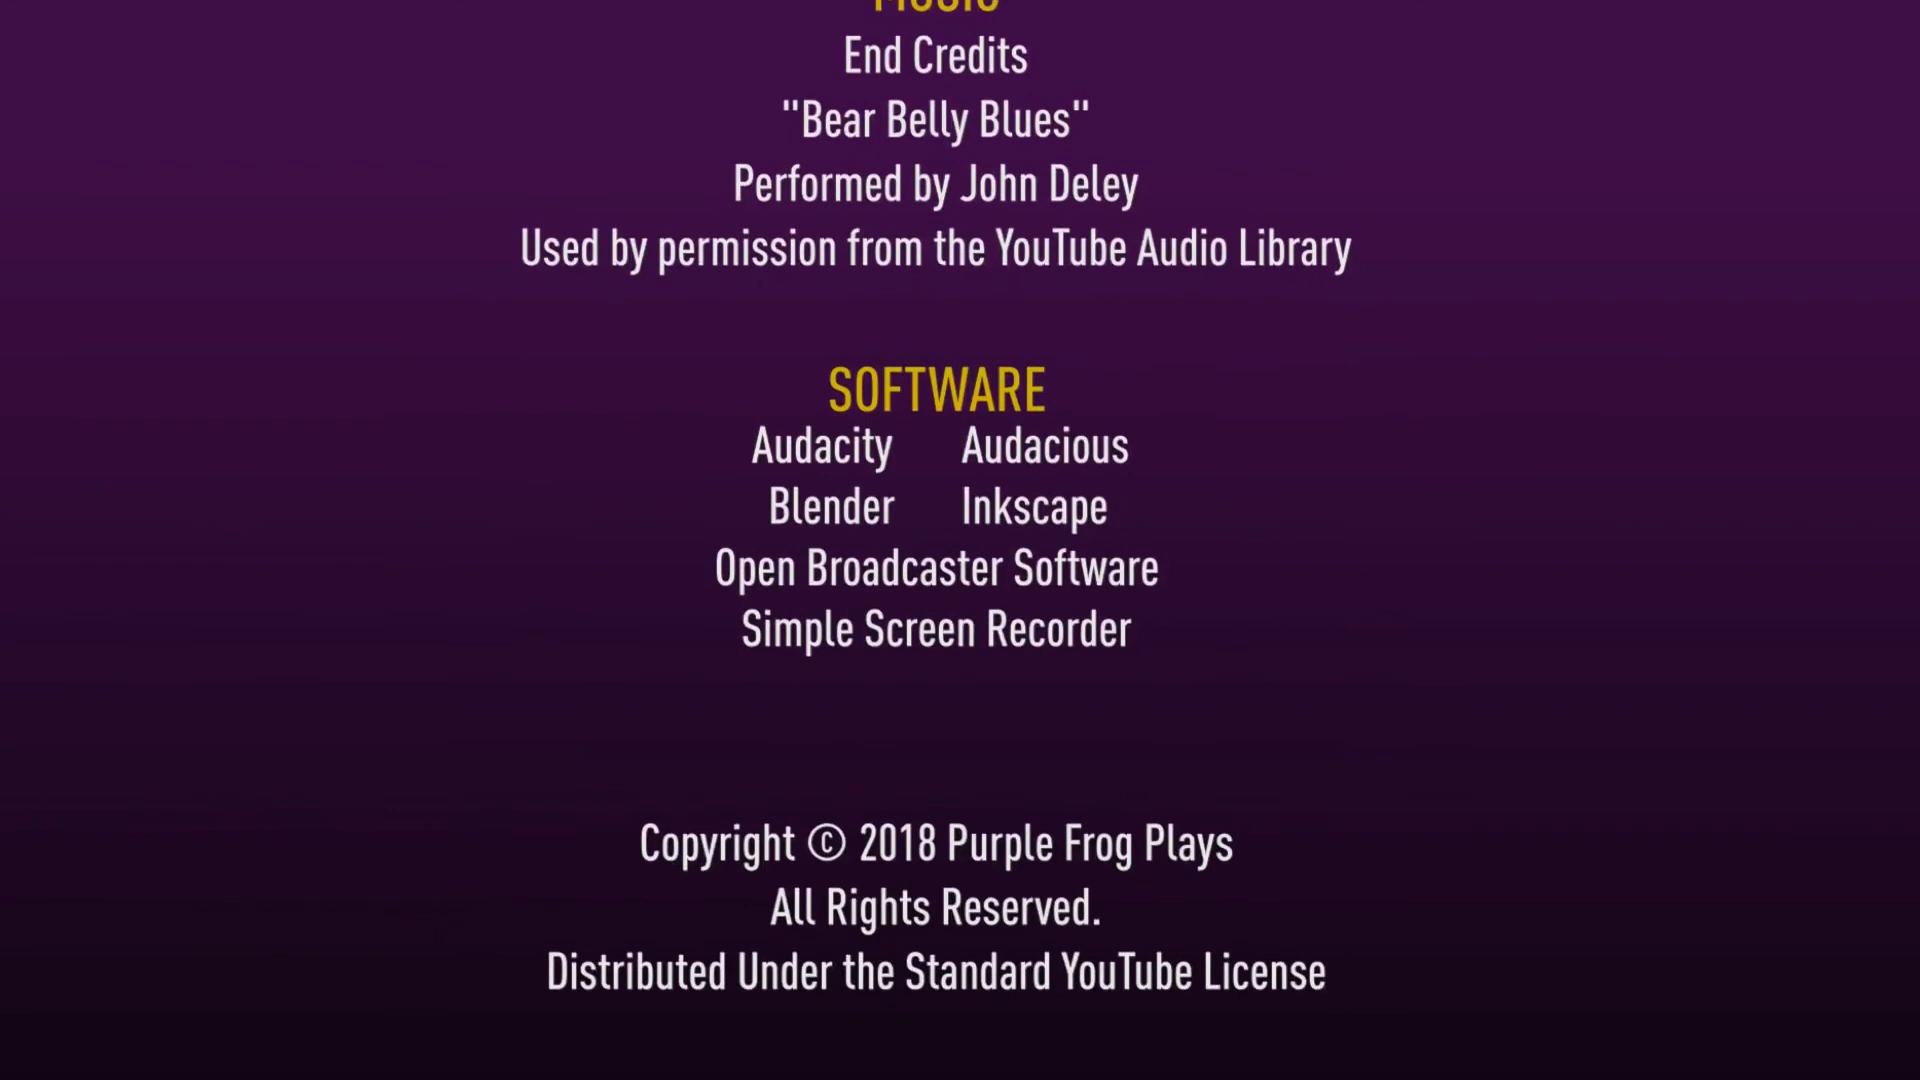 MUSIC
End Credits
"Bear Belly Blues"
Performed by John Deley
Used by permission from the YouTube Audio Library
SOFTWARE
Audacity Audacious
Blender Inkscape
Open Broadcaster Software
Simple Screen Recorder
Copyright © 2018 Purple Frog Plays
All Rights Reserved.
Distributed Under the Standard YouTube License